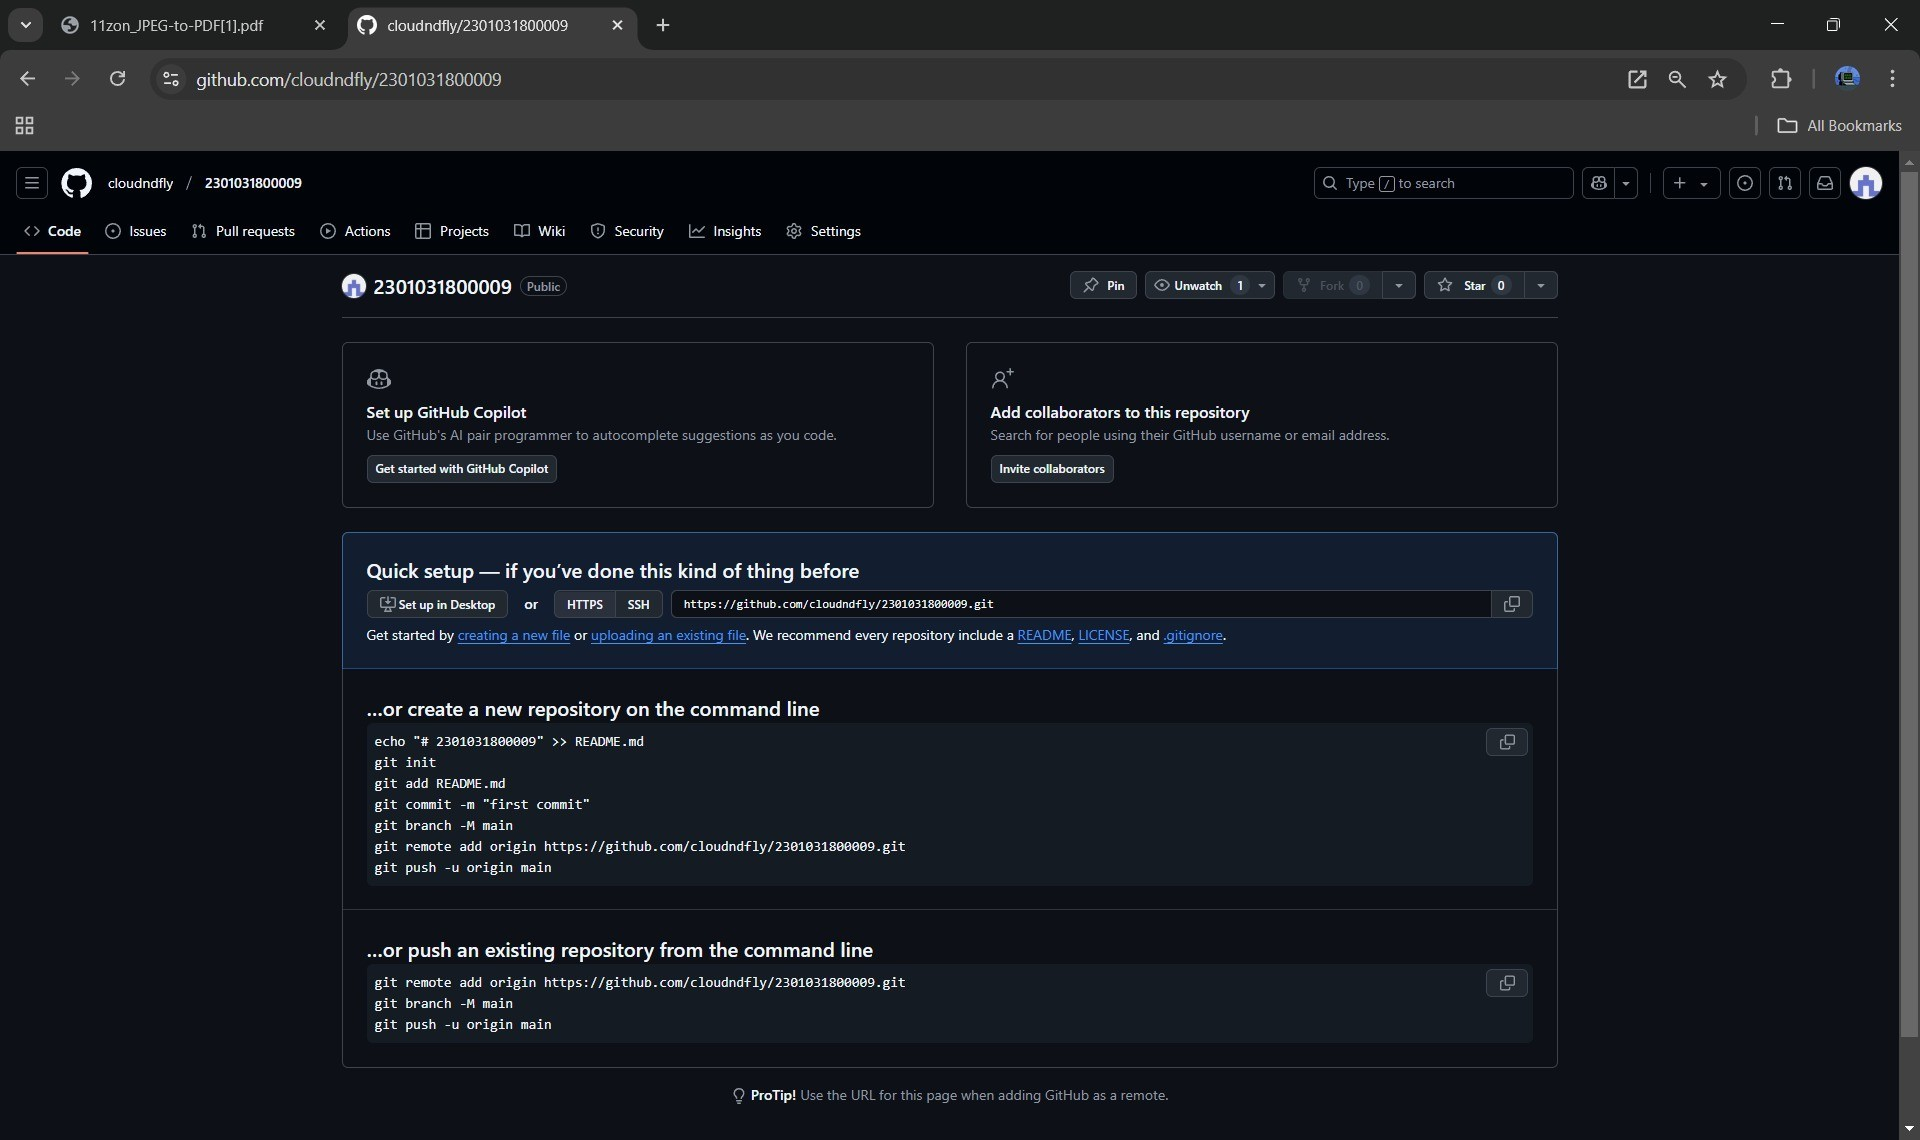 11zon_JPEG-to-PDF[1].pdf
cloudndfly/2301031800009
github.com/cloudndfly/2301031800009
All Bookmarks
cloudndfly / 2301031800009
Type / to search
Code
Issues
Pull requests
Actions
Projects
Wiki
Security
Insights
Settings
2301031800009 Public
Pin
Unwatch 1
Fork 0
Star 0
Set up GitHub Copilot
Use GitHub's AI pair programmer to autocomplete suggestions as you code.
Get started with GitHub Copilot
Add collaborators to this repository
Search for people using their GitHub username or email address.
Invite collaborators
Quick setup — if you've done this kind of thing before
Set up in Desktop or HTTPS SSH https://github.com/cloudndfly/2301031800009.git
Get started by creating a new file or uploading an existing file. We recommend every repository include a README, LICENSE, and .gitignore.
...or create a new repository on the command line
echo "# 2301031800009" >> README.md
git init
git add README.md
git commit -m "first commit"
git branch -M main
git remote add origin https://github.com/cloudndfly/2301031800009.git
git push -u origin main
...or push an existing repository from the command line
git remote add origin https://github.com/cloudndfly/2301031800009.git
git branch -M main
git push -u origin main
ProTip! Use the URL for this page when adding GitHub as a remote.